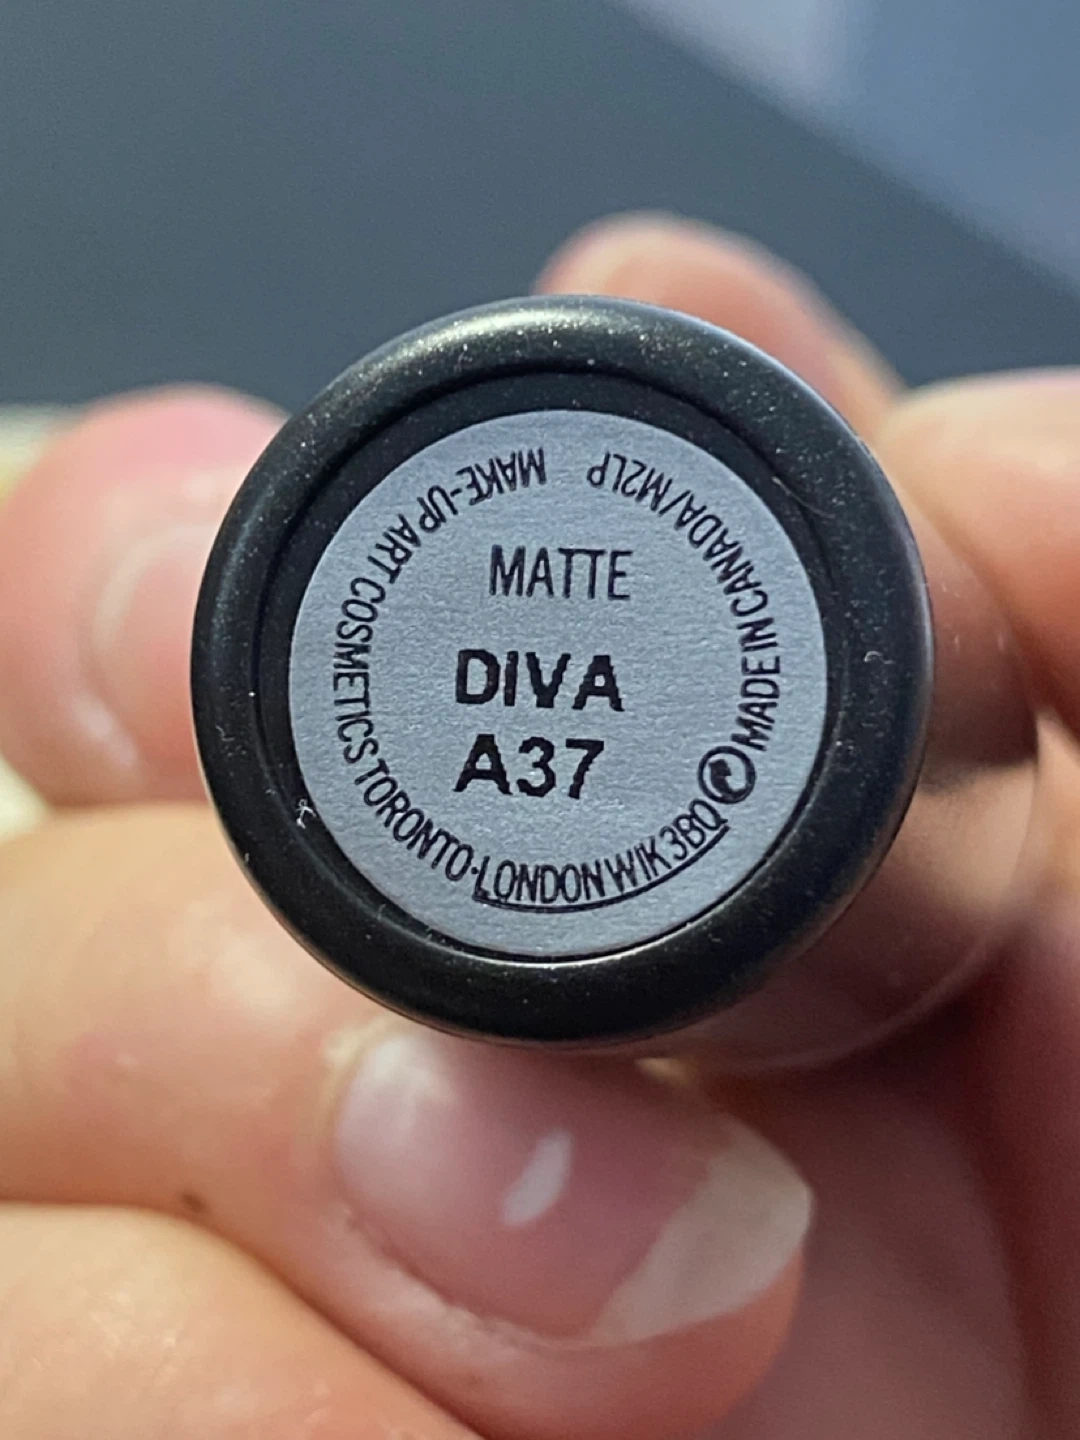 MATTE
DIVA
A37
MAKE-UP ART COSMETICS TORONTO·LONDON W1K 3BQ MADE IN CANADA/M2LP